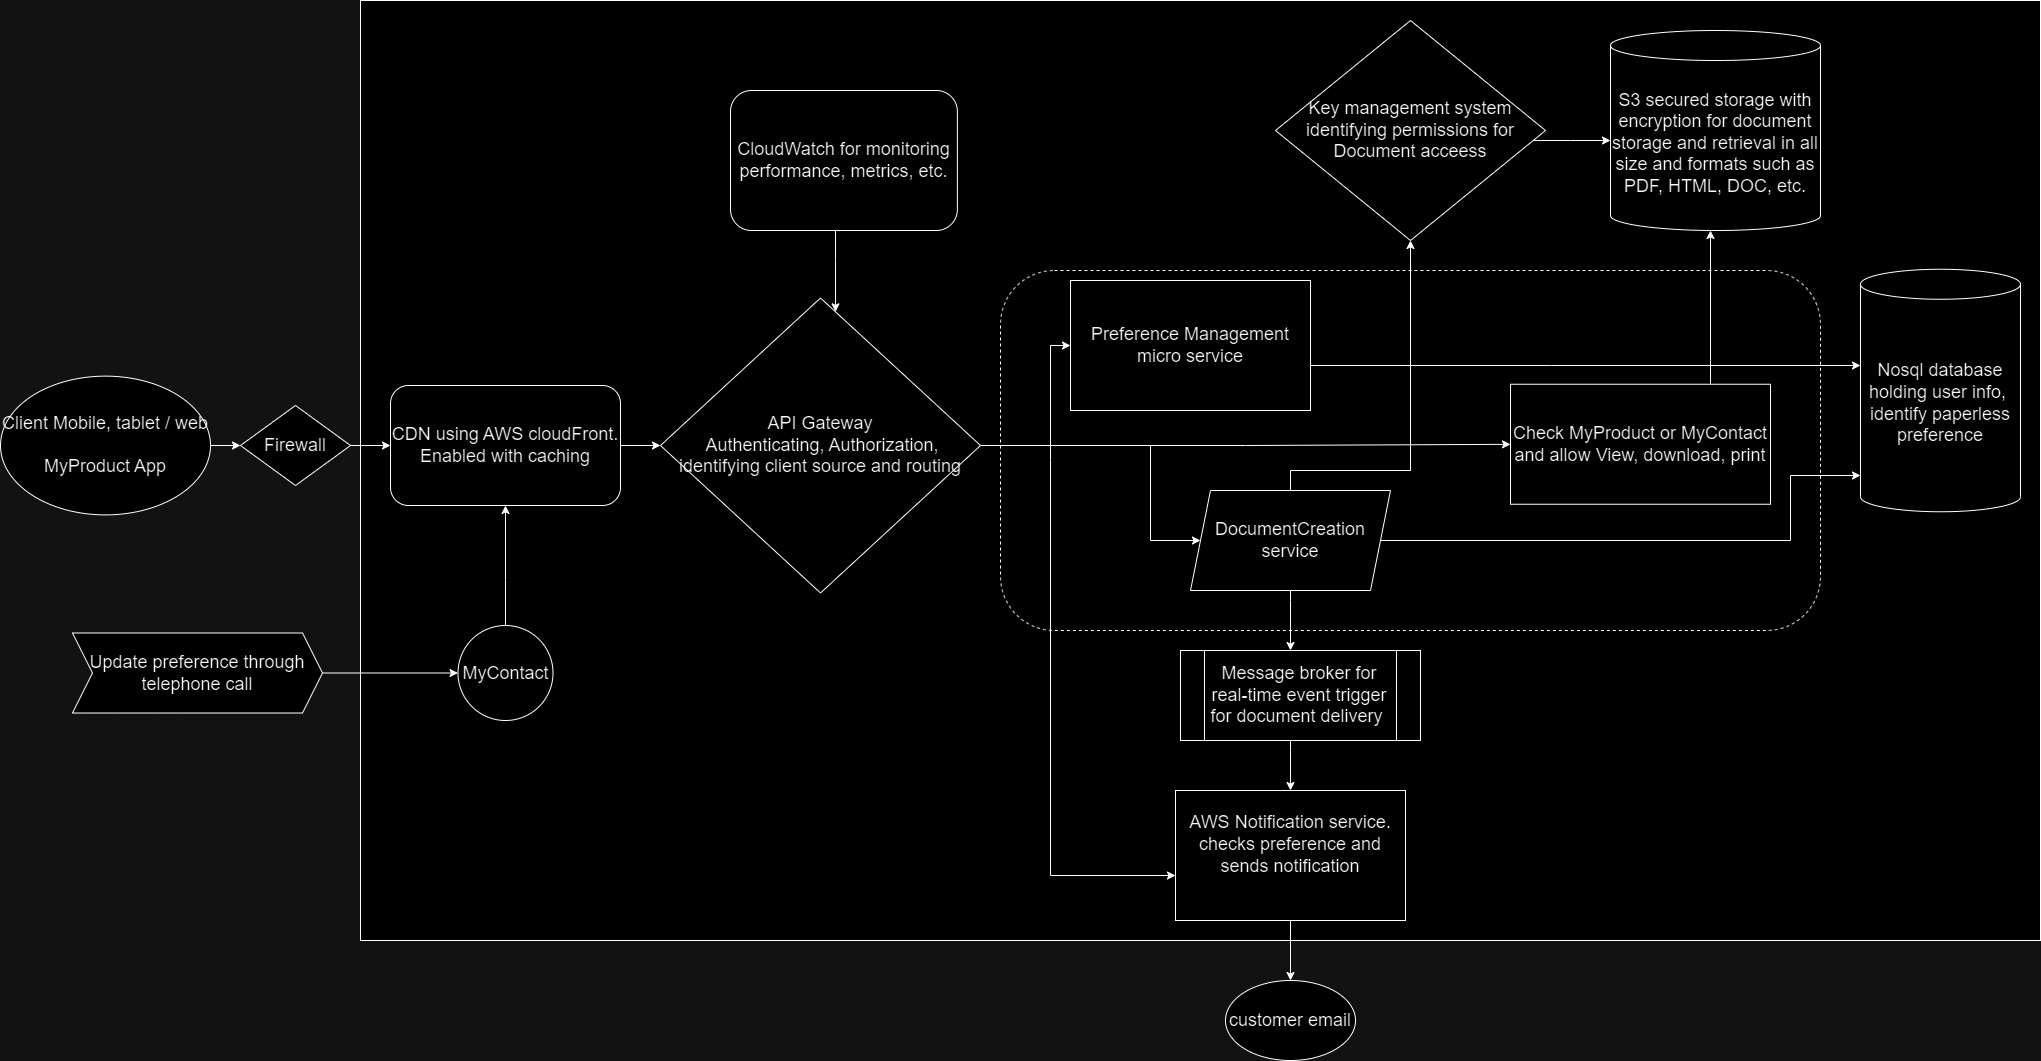 Key management system
identifying permissions for
Document acceess
S3 secured storage with
encryption for document
storage and retrieval in all
size and formats such as
PDF, HTML, DOC, etc.
CloudWatch for monitoring
performance, metrics, etc.
Preference Management
micro service
Nosql database
holding user info,
identify paperless
preference
Client Mobile, tablet / web
MyProduct App
Firewall
CDN using AWS cloudFront.
Enabled with caching
API Gateway
Authenticating, Authorization,
identifying client source and routing
Check MyProduct or MyContact
and allow View, download, print
DocumentCreation
service
Update preference through
telephone call
MyContact
Message broker for
real-time event trigger
for document delivery
AWS Notification service.
checks preference and
sends notification
customer email